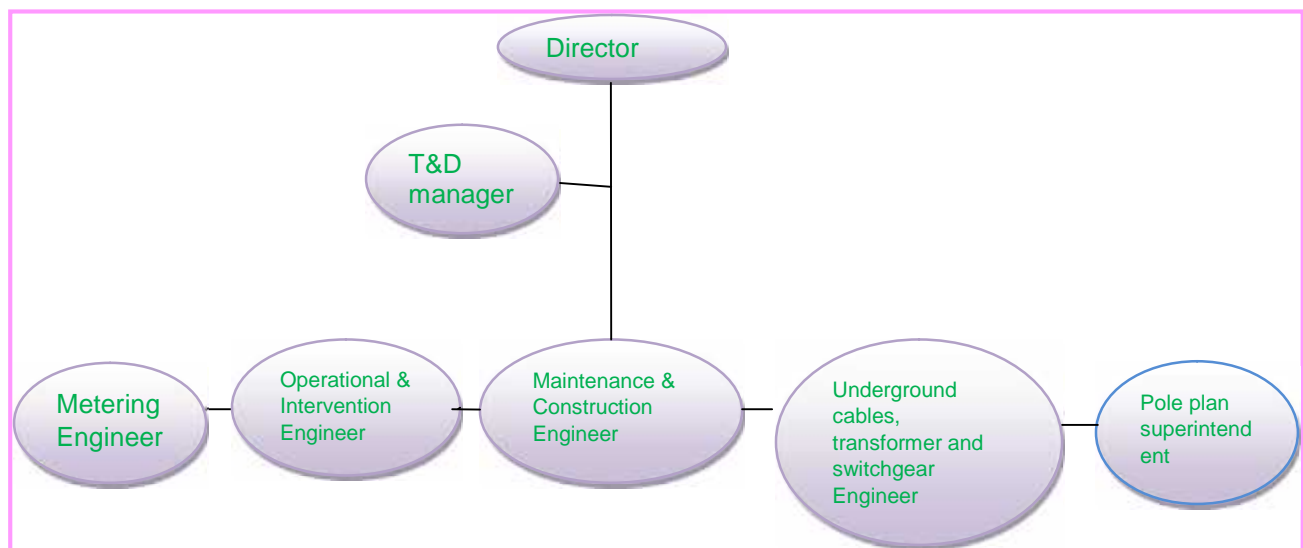 Director
T&D
manager
Metering
Engineer
Operational &
Intervention
Engineer
Maintenance &
Construction
Engineer
Underground
cables,
transformer and
switchgear
Engineer
Pole plan
superintend
ent